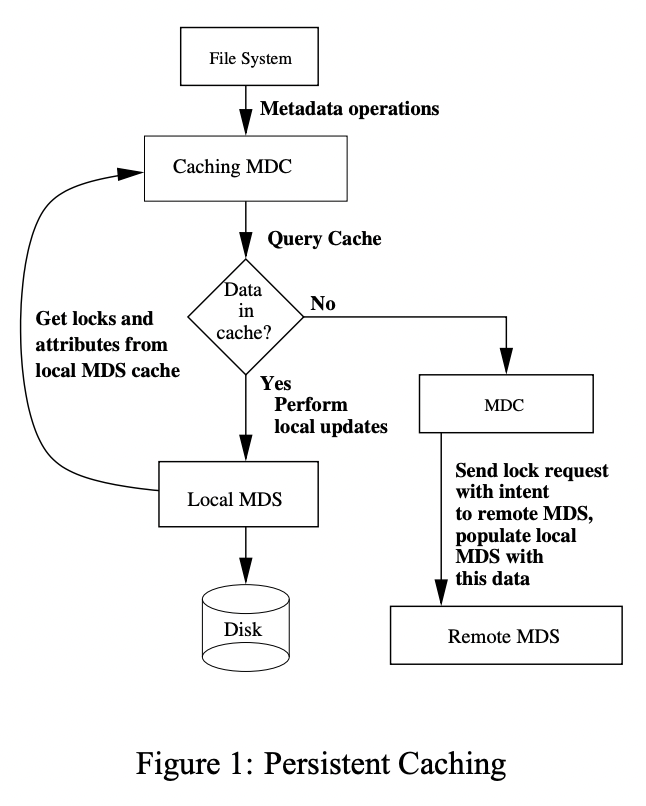 File System
Metadata operations
Caching MDC
Query Cache
Data
in
cache?
No
Get locks and
attributes from
local MDS cache
Yes
Perform
local updates
MDC
Local MDS
Send lock request
with intent
to remote MDS,
populate local
MDS with
this data
Disk
Remote MDS
Figure 1: Persistent Caching